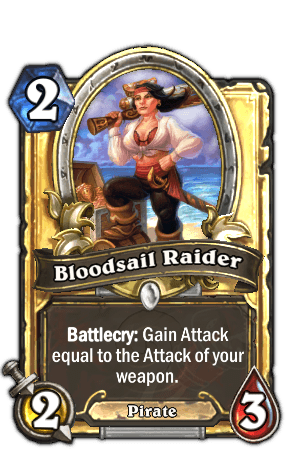 2
Bloodsail Raider
Battlecry: Gain Attack
equal to the Attack of your
weapon.
2
Pirate
3